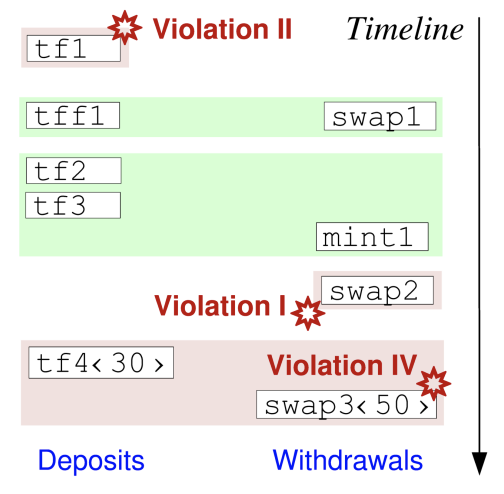 Violation II
Timeline
tf1
tff1
swap1
tf2
tf3
mint1
swap2
Violation I
tf4‹30›
Violation IV
swap3‹50›
Deposits
Withdrawals